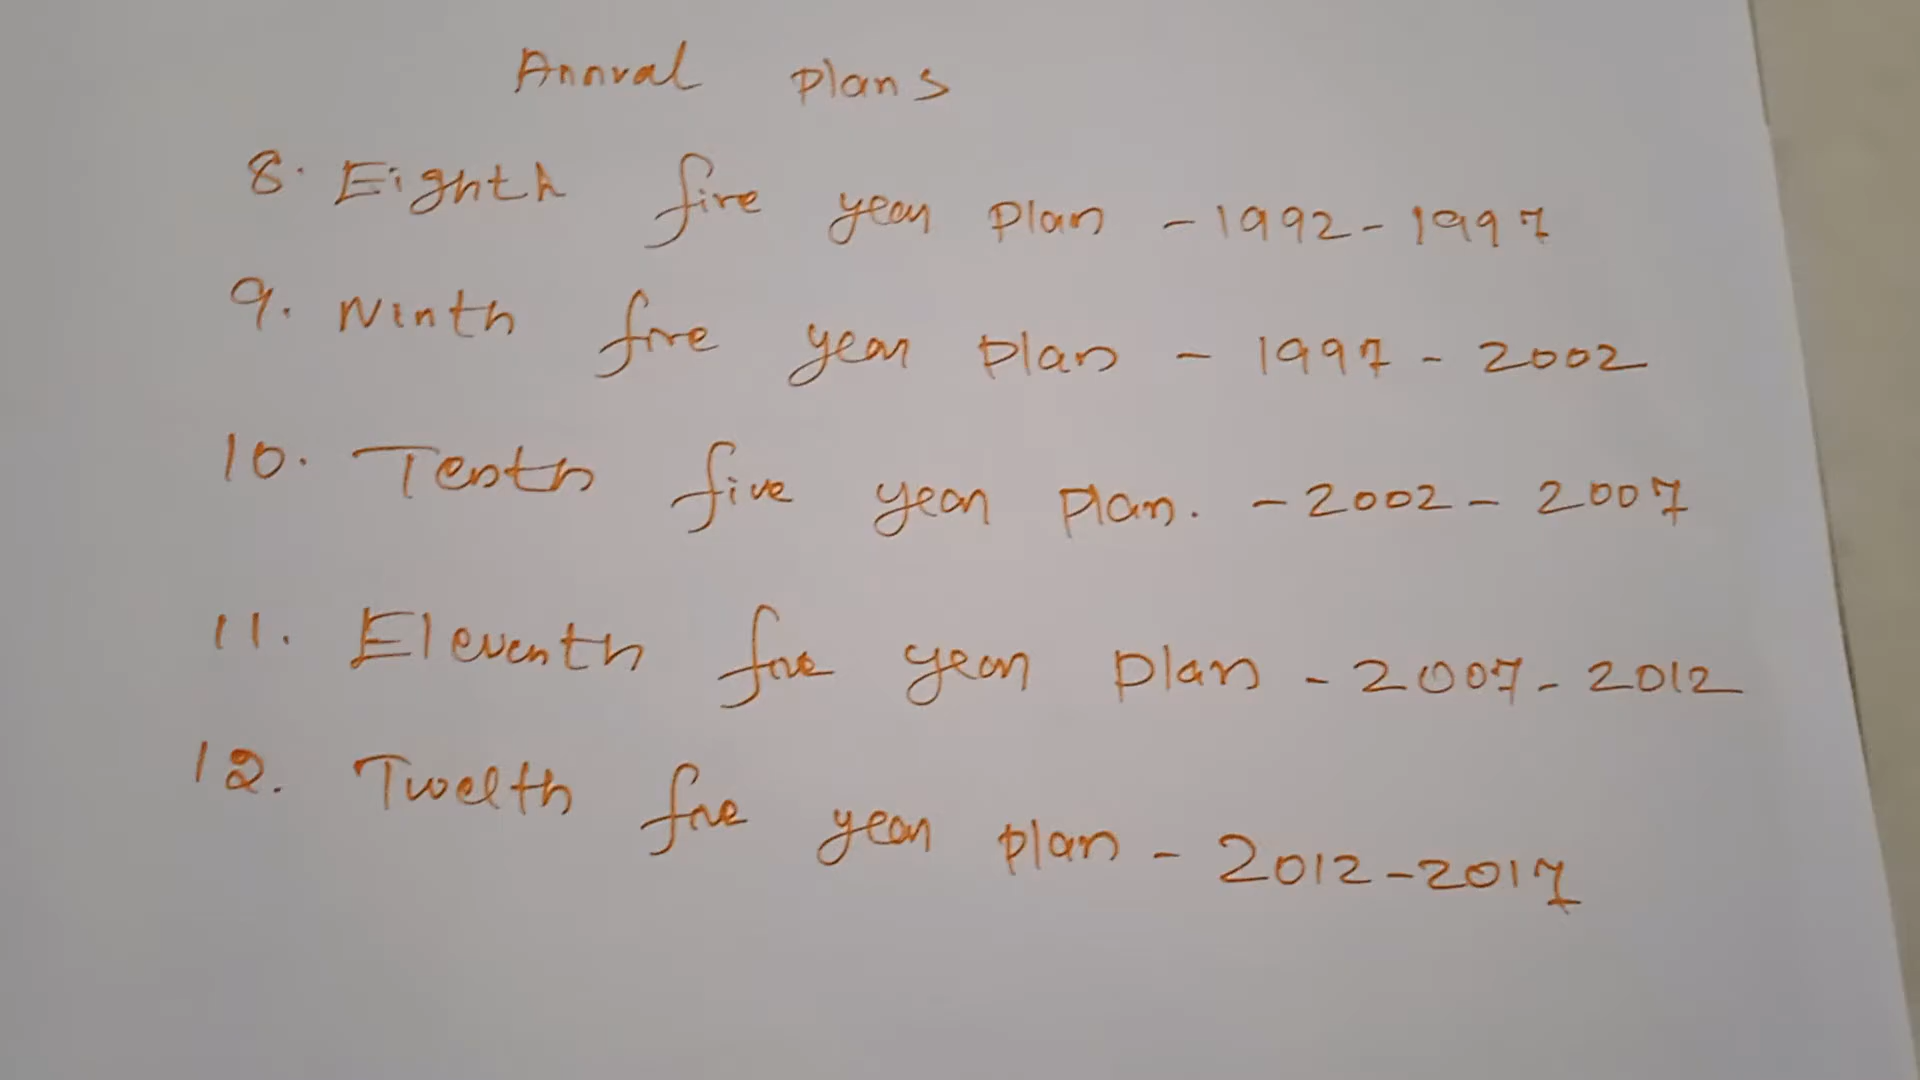 Annual plans
8. Eighth five year plan - 1992-1997
9. Ninth five year plan - 1997 - 2002
10. Tenth five year plan. - 2002 - 2007
11. Eleventh five year plan - 2007 - 2012
12. Twelth five year plan - 2012-2017